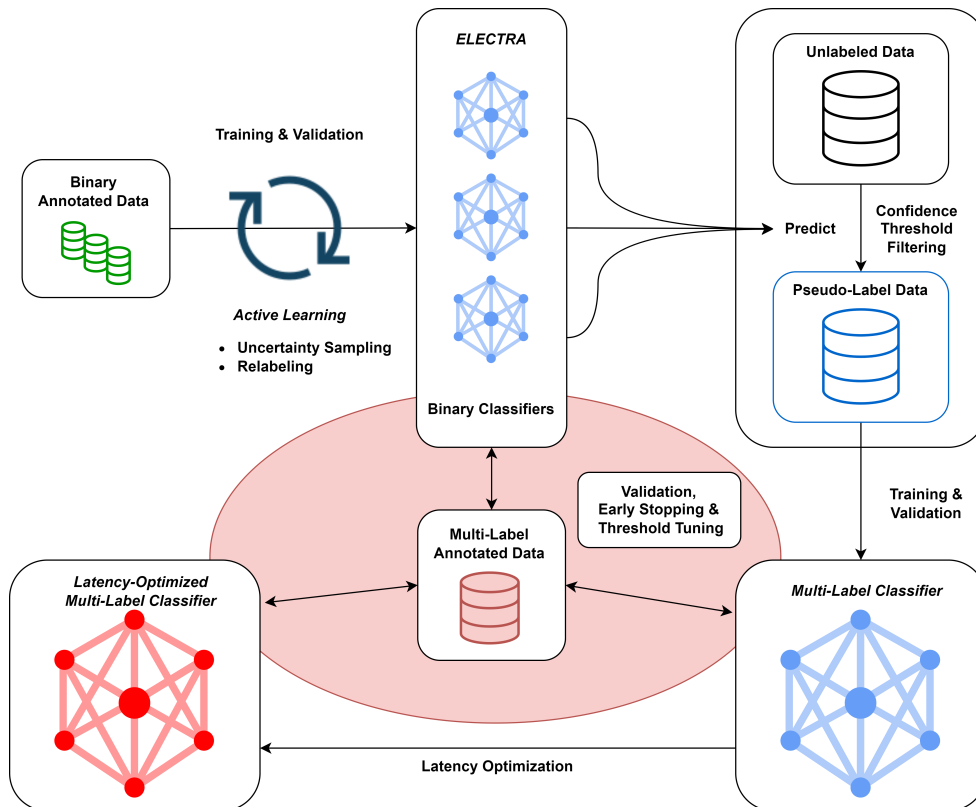 ELECTRA
Unlabeled Data
Training & Validation
Binary
Annotated Data
Predict
Confidence
Threshold
Filtering
Pseudo-Label Data
Active Learning
Uncertainty Sampling
Relabeling
Binary Classifiers
Validation,
Early Stopping &
Threshold Tuning
Training &
Validation
Multi-Label
Annotated Data
Latency-Optimized
Multi-Label Classifier
Multi-Label Classifier
Latency Optimization